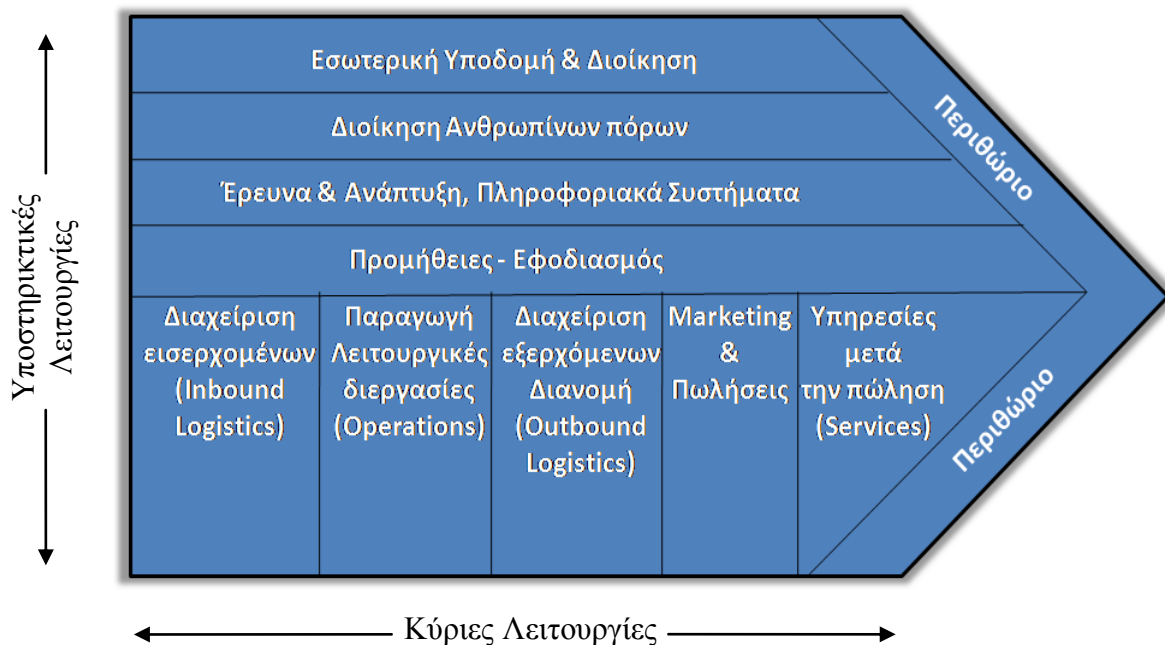 Υποστηρικτικές
Λειτουργίες
Εσωτερική Υποδομή & Διοίκηση
Διοίκηση Ανθρωπίνων πόρων
Έρευνα & Ανάπτυξη, Πληροφοριακά Συστήματα
Προμήθειες - Εφοδιασμός
Διαχείριση
εισερχομένων
(Inbound
Logistics)
Παραγωγή
Λειτουργικές
διεργασίες
(Operations)
Διαχείριση
εξερχόμενων
Διανομή
(Outbound
Logistics)
Marketing
&
Πωλήσεις
Υπηρεσίες
μετά
την πώληση
(Services)
Περιθώριο
Περιθώριο
Κύριες Λειτουργίες